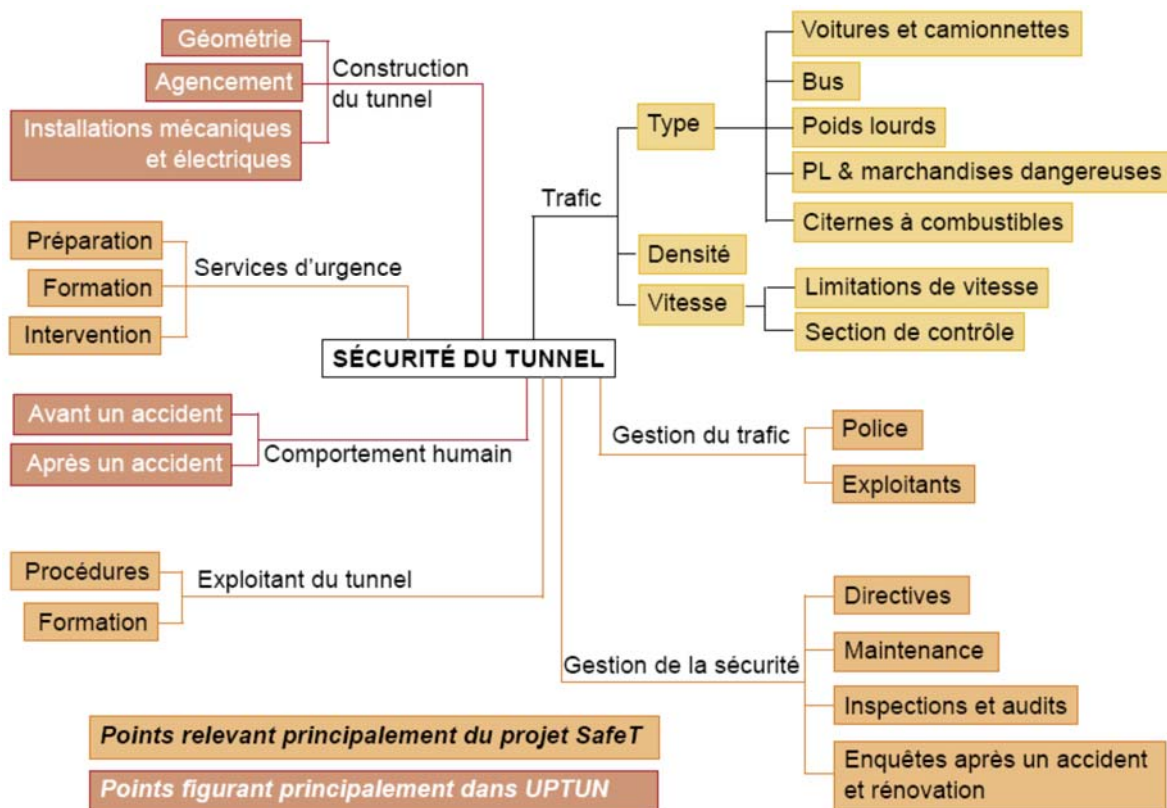 Géométrie
Agencement
Installations mécaniques
et électriques
Construction
du tunnel
Préparation
Formation
Intervention
Services d'urgence
Trafic
Type
Densité
Vitesse
Voitures et camionnettes
Bus
Poids lourds
PL & marchandises dangereuses
Citernes à combustibles
Limitations de vitesse
Section de contrôle
SÉCURITÉ DU TUNNEL
Avant un accident
Après un accident
Comportement humain
Gestion du trafic
Police
Exploitants
Procédures
Formation
Exploitant du tunnel
Gestion de la sécurité
Directives
Maintenance
Inspections et audits
Enquêtes après un accident
et rénovation
Points relevant principalement du projet SafeT
Points figurant principalement dans UPTUN